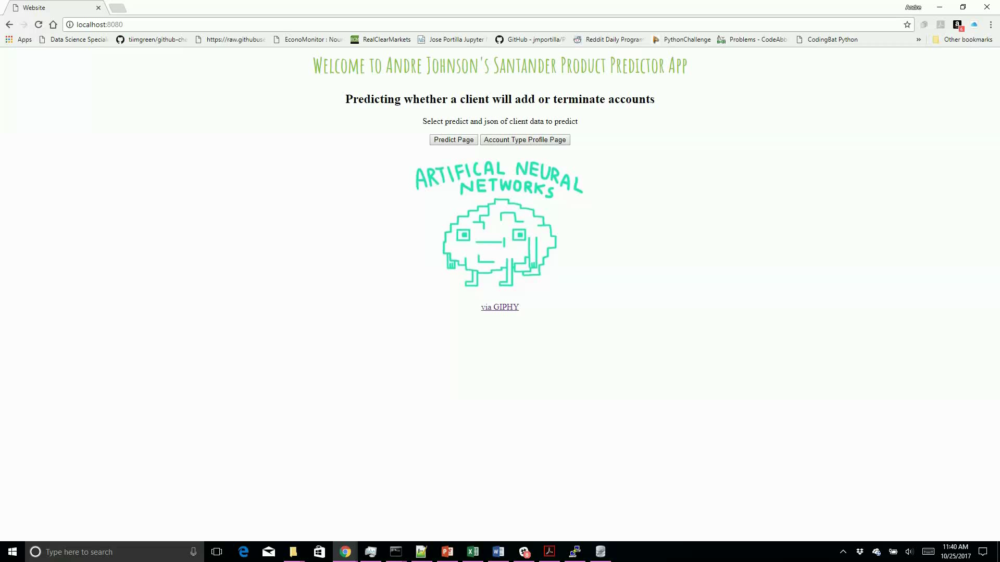 Website
Andre
localhost:8080
Apps
Data Science Special
tiimgreen/github-che
https://raw.githubuse
EconoMonitor : Nour
RealClearMarkets
Jose Portilla Jupyter
GitHub - jmportilla/P
Reddit Daily Program
PythonChallenge
Problems - CodeAbb
CodingBat Python
»
Other bookmarks
Welcome to Andre Johnson's Santander Product Predictor App
Predicting whether a client will add or terminate accounts
Select predict and json of client data to predict
Predict Page
Account Type Profile Page
ARTIFICAL NEURAL
NETWORKS
via GIPHY
Type here to search
11:40 AM
10/25/2017